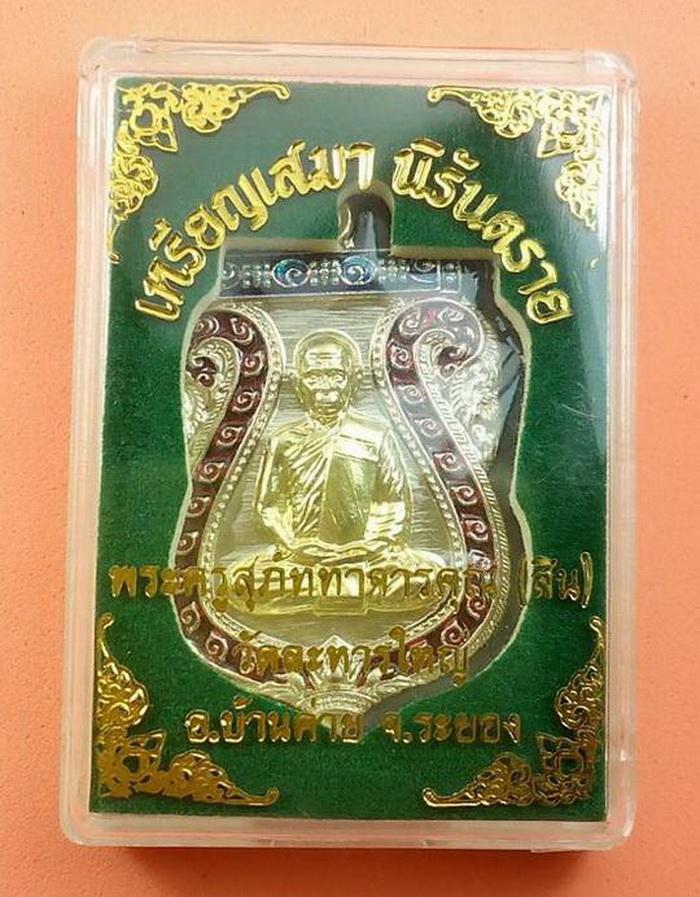 เหรียญเสมา นิรันตราย
พระครูสุภัททาจารคุณ (สิน)
วัดละหารใหญ่
อ.บ้านค่าย จ.ระยอง